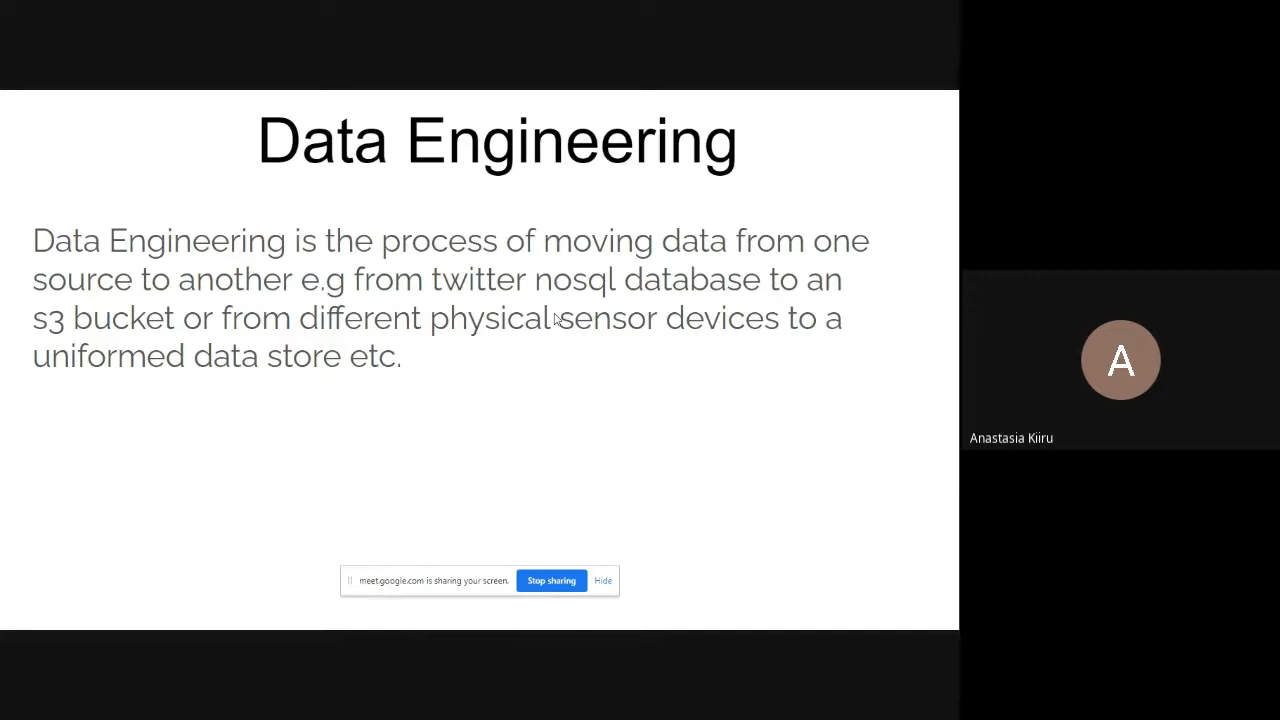 Data Engineering
Data Engineering is the process of moving data from one
source to another e.g from twitter nosql database to an
s3 bucket or from different physical sensor devices to a
uniformed data store etc.
meet.google.com is sharing your screen. Stop sharing Hide
A
Anastasia Kiiru